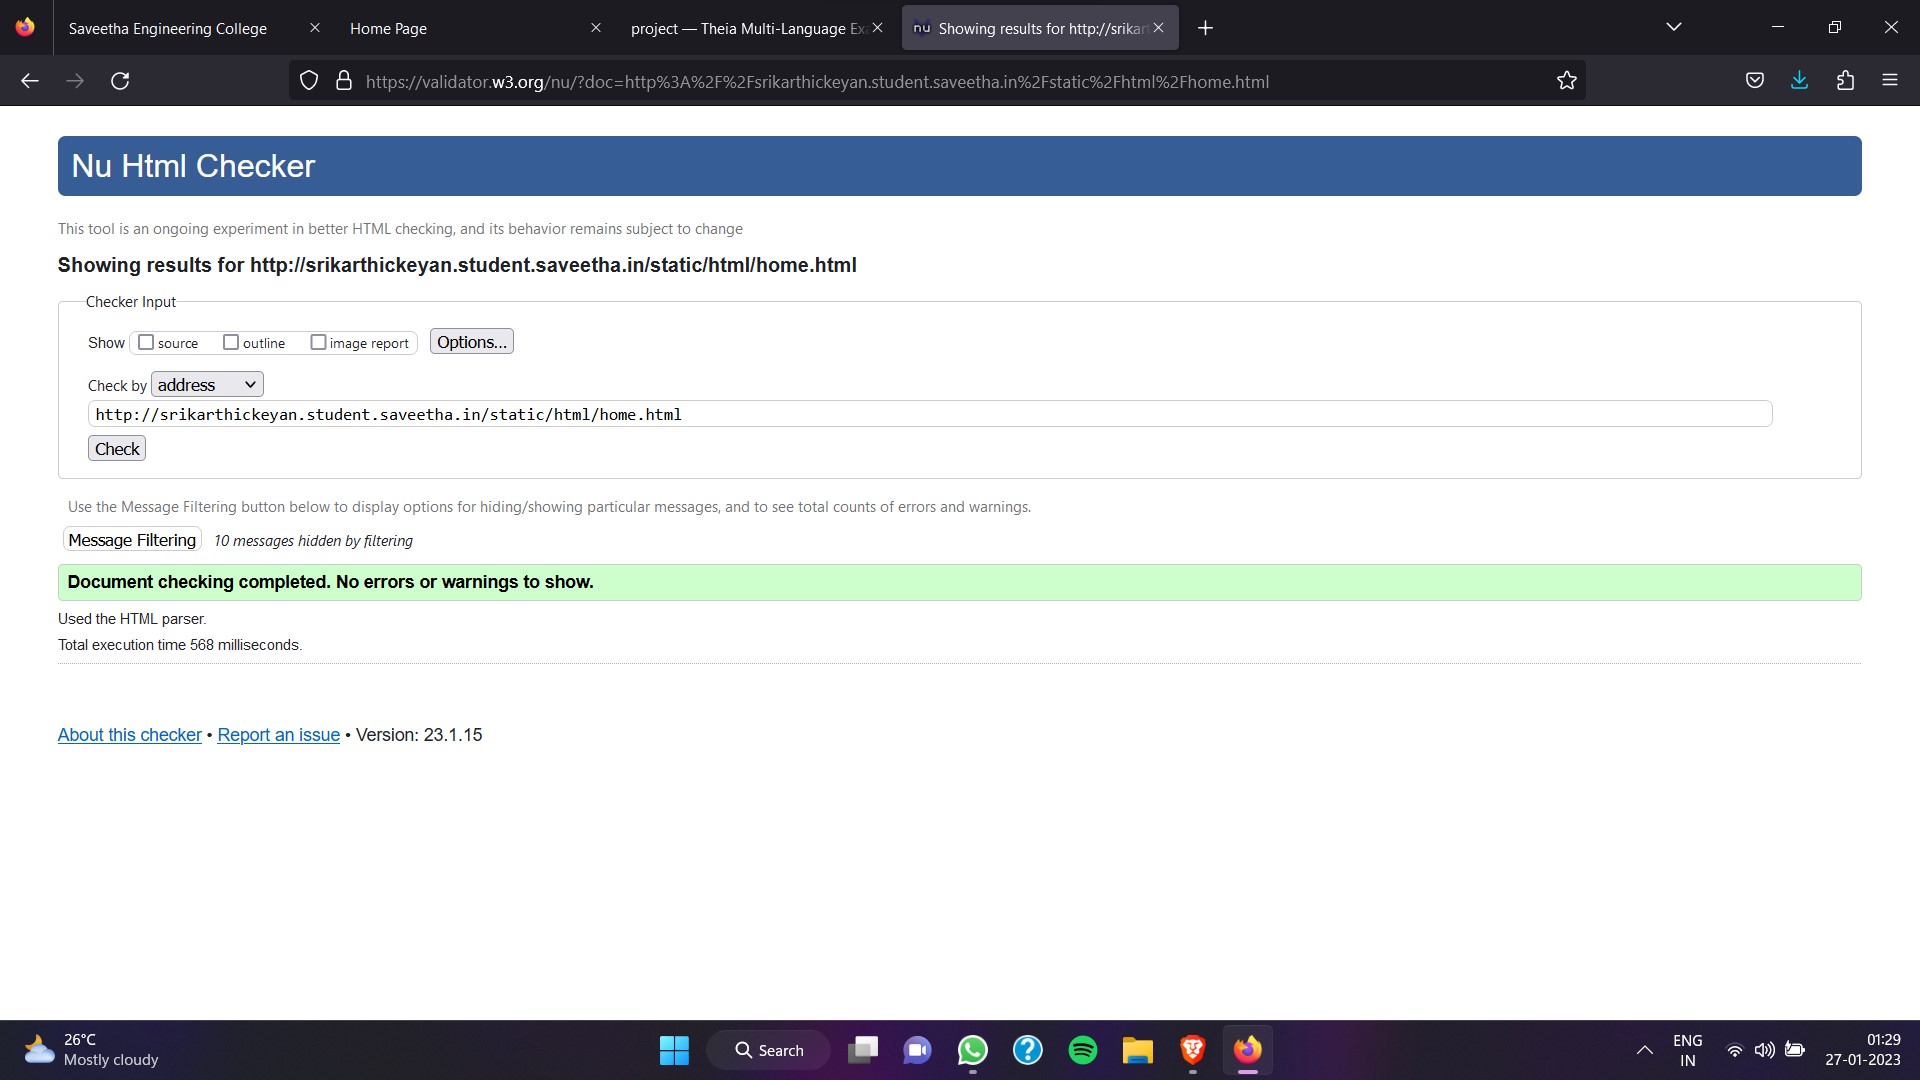 Saveetha Engineering College
Home Page
project — Theia Multi-Language Ex
nu Showing results for http://srikar
https://validator.w3.org/nu/?doc=http%3A%2F%2Fsrikarthickeyan.student.saveetha.in%2Fstatic%2Fhtml%2Fhome.html
Nu Html Checker
This tool is an ongoing experiment in better HTML checking, and its behavior remains subject to change
Showing results for http://srikarthickeyan.student.saveetha.in/static/html/home.html
Checker Input
Show source outline image report Options...
Check by address
http://srikarthickeyan.student.saveetha.in/static/html/home.html
Check
Use the Message Filtering button below to display options for hiding/showing particular messages, and to see total counts of errors and warnings.
Message Filtering 10 messages hidden by filtering
Document checking completed. No errors or warnings to show.
Used the HTML parser.
Total execution time 568 milliseconds.
About this checker • Report an issue • Version: 23.1.15
26°C
Mostly cloudy
Search
ENG
IN
01:29
27-01-2023